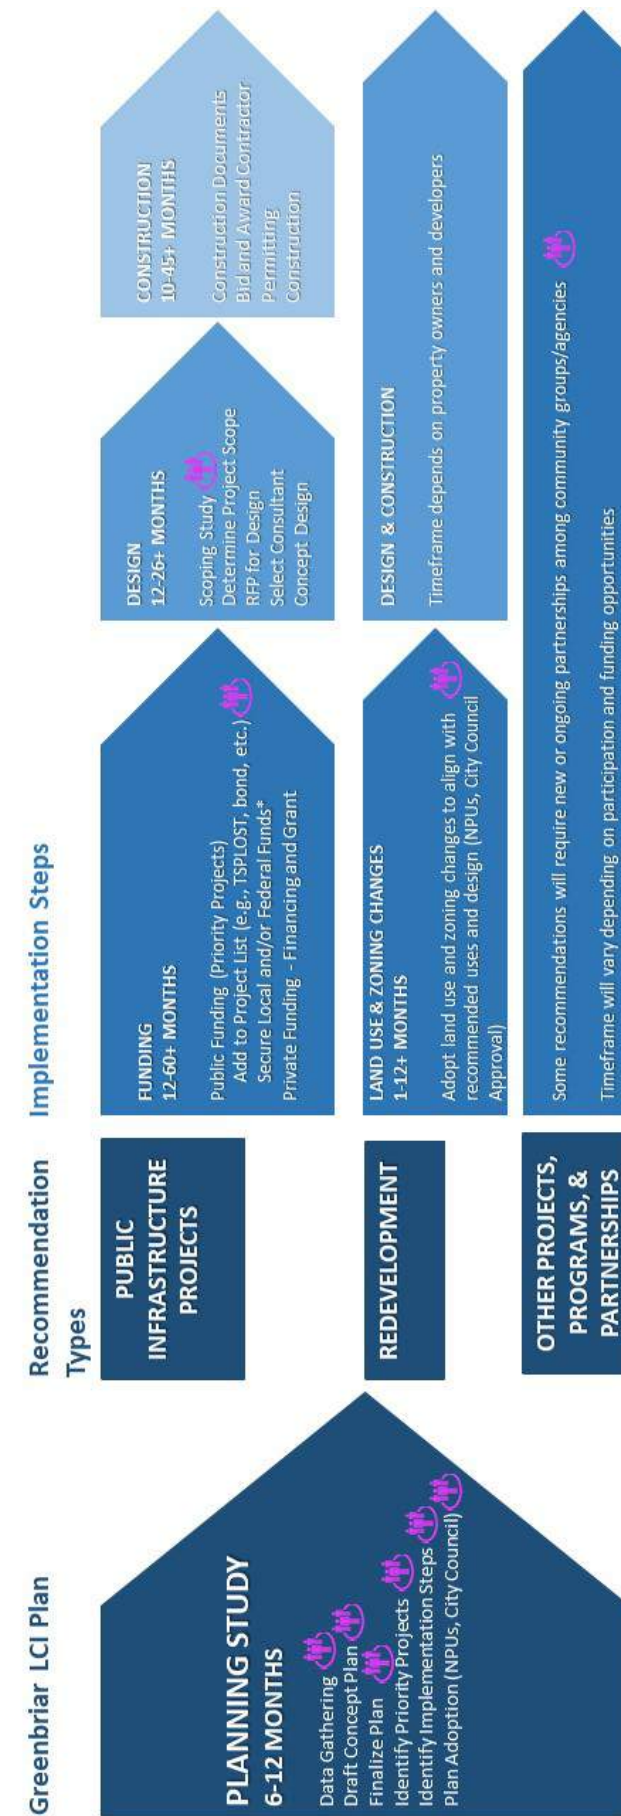 Greenbriar LCI Plan
PLANNING STUDY
6-12 MONTHS
Data Gathering
Draft Concept Plan
Finalize Plan
Identify Priority Projects
Identify Implementation Steps
Plan Adoption (NPUs, City Council)
Recommendation
Types
PUBLIC
INFRASTRUCTURE
PROJECTS
REDEVELOPMENT
OTHER PROJECTS,
PROGRAMS, &
PARTNERSHIPS
Implementation Steps
FUNDING
12-60+ MONTHS
Public Funding (Priority Projects)
Add to Project List (e.g., TSPLOST, bond, etc.)
Secure Local and/or Federal Funds*
Private Funding - Financing and Grant
DESIGN
12-26+ MONTHS
Scoping Study
Determine Project Scope
RFP for Design
Select Consultant
Concept Design
CONSTRUCTION
10-45+ MONTHS
Construction Documents
Bid and Award Contractor
Permitting
Construction
LAND USE & ZONING CHANGES
1-12+ MONTHS
Adopt land use and zoning changes to align with
recommended uses and design (NPUs, City Council
Approval)
DESIGN & CONSTRUCTION
Timeframe depends on property owners and developers
Some recommendations will require new or ongoing partnerships among community groups/agencies
Timeframe will vary depending on participation and funding opportunities